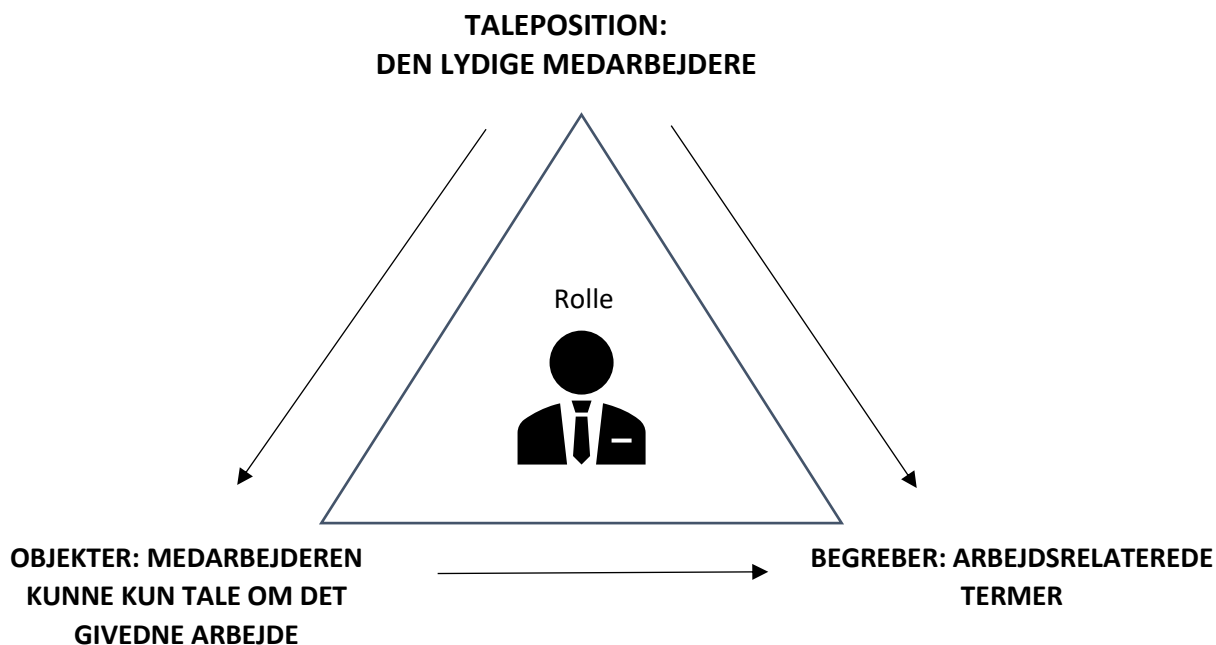 TALEPOSITION:
DEN LYDIGE MEDARBEJDERE
Rolle
OBJEKTER: MEDARBEJDEREN
KUNNE KUN TALE OM DET
GIVEDNE ARBEJDE
BEGREBER: ARBEJDSRELATEREDE
TERMER